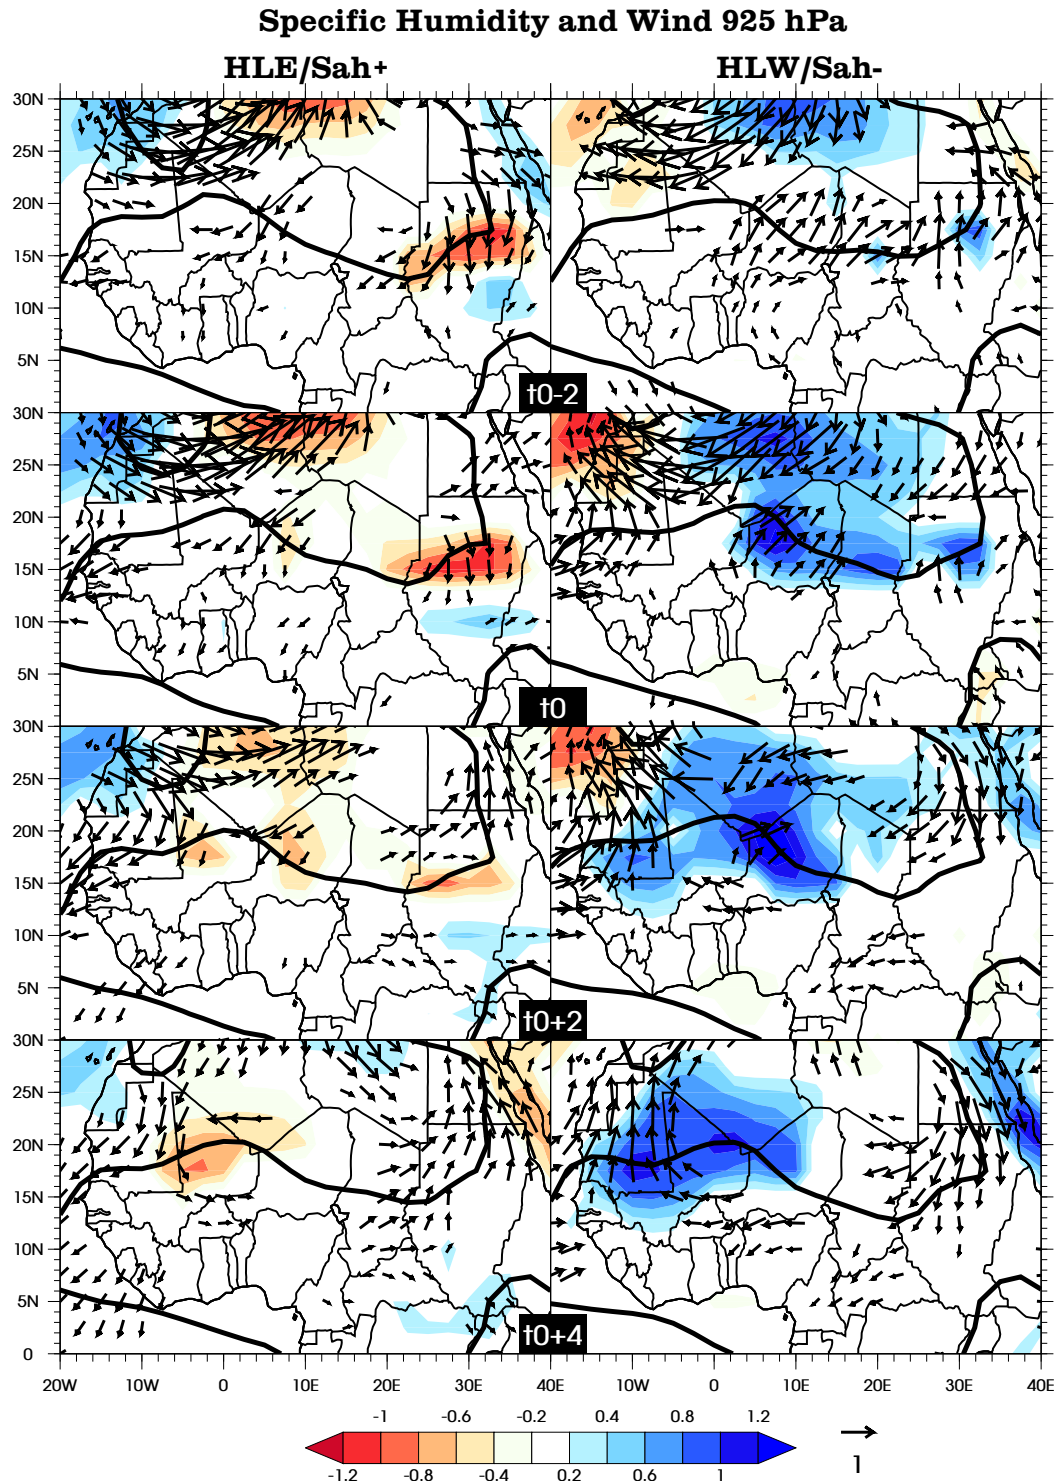 Specific Humidity and Wind 925 hPa
HLE/Sah+ HLW/Sah-
30N
25N
20N
15N
10N
5N
t0-2
30N
25N
20N
15N
10N
5N
t0
30N
25N
20N
15N
10N
5N
t0+2
30N
25N
20N
15N
10N
5N
t0+4
0
20W 10W 0 10E 20E 30E 40E 10W 0 10E 20E 30E 40E
-1 -0.6 -0.2 0.4 0.8 1.2
-1.2 -0.8 -0.4 0.2 0.6 1
1